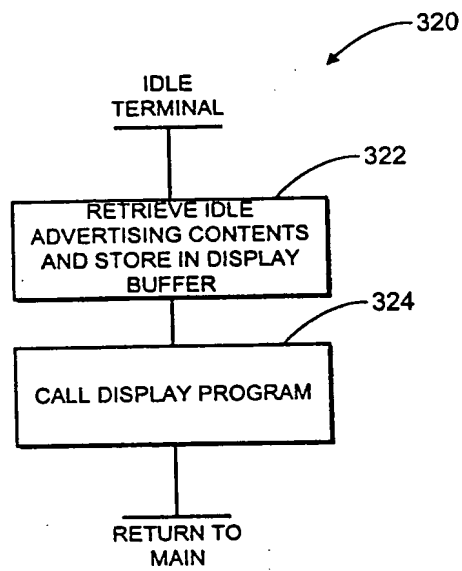 320
IDLE
TERMINAL
322
RETRIEVE IDLE
ADVERTISING CONTENTS
AND STORE IN DISPLAY
BUFFER
324
CALL DISPLAY PROGRAM
RETURN TO
MAIN